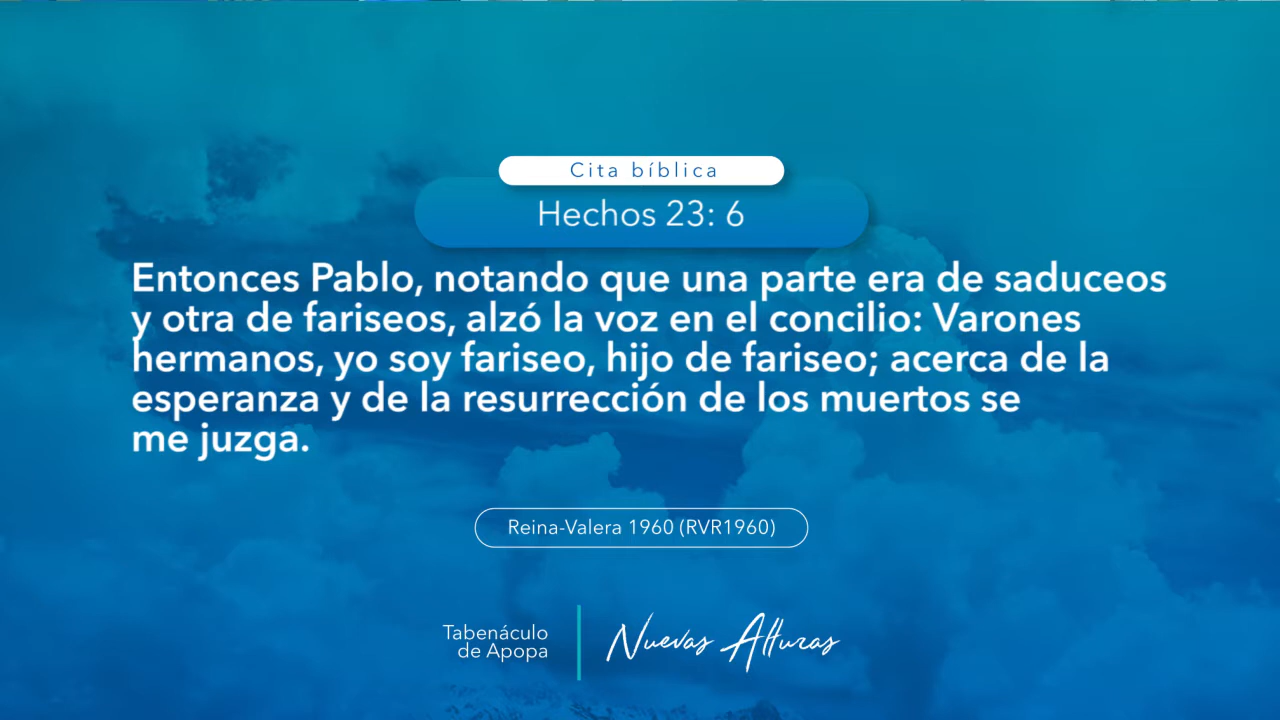 Cita bíblica
Hechos 23: 6
Entonces Pablo, notando que una parte era de saduceos
y otra de fariseos, alzó la voz en el concilio: Varones
hermanos, yo soy fariseo, hijo de fariseo; acerca de la
esperanza y de la resurrección de los muertos se
me juzga.
Reina-Valera 1960 (RVR1960)
Tabenáculo
de Apopa
Nuevas Alturas